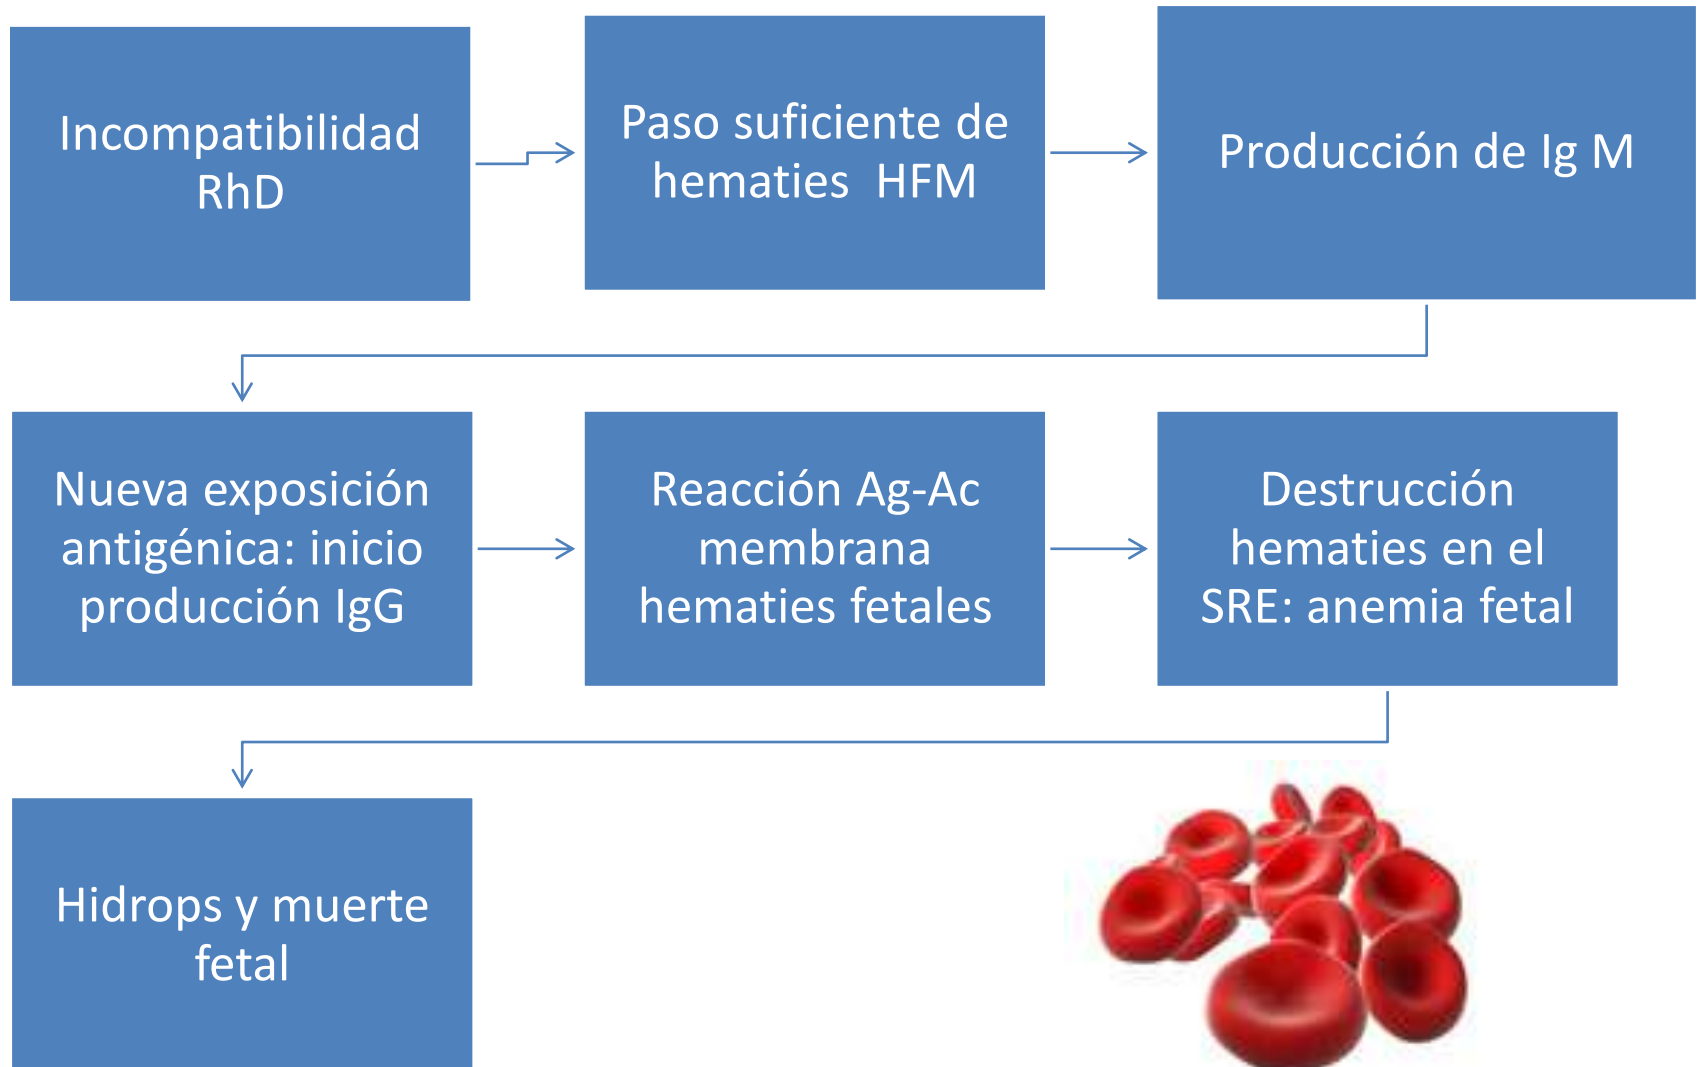 Incompatibilidad
RhD
Paso suficiente de
hematies  HFM
Producción de Ig M
Nueva exposición
antigénica: inicio
producción IgG
Reacción Ag-Ac
membrana
hematies fetales
Destrucción
hematies en el
SRE: anemia fetal
Hidrops y muerte
fetal